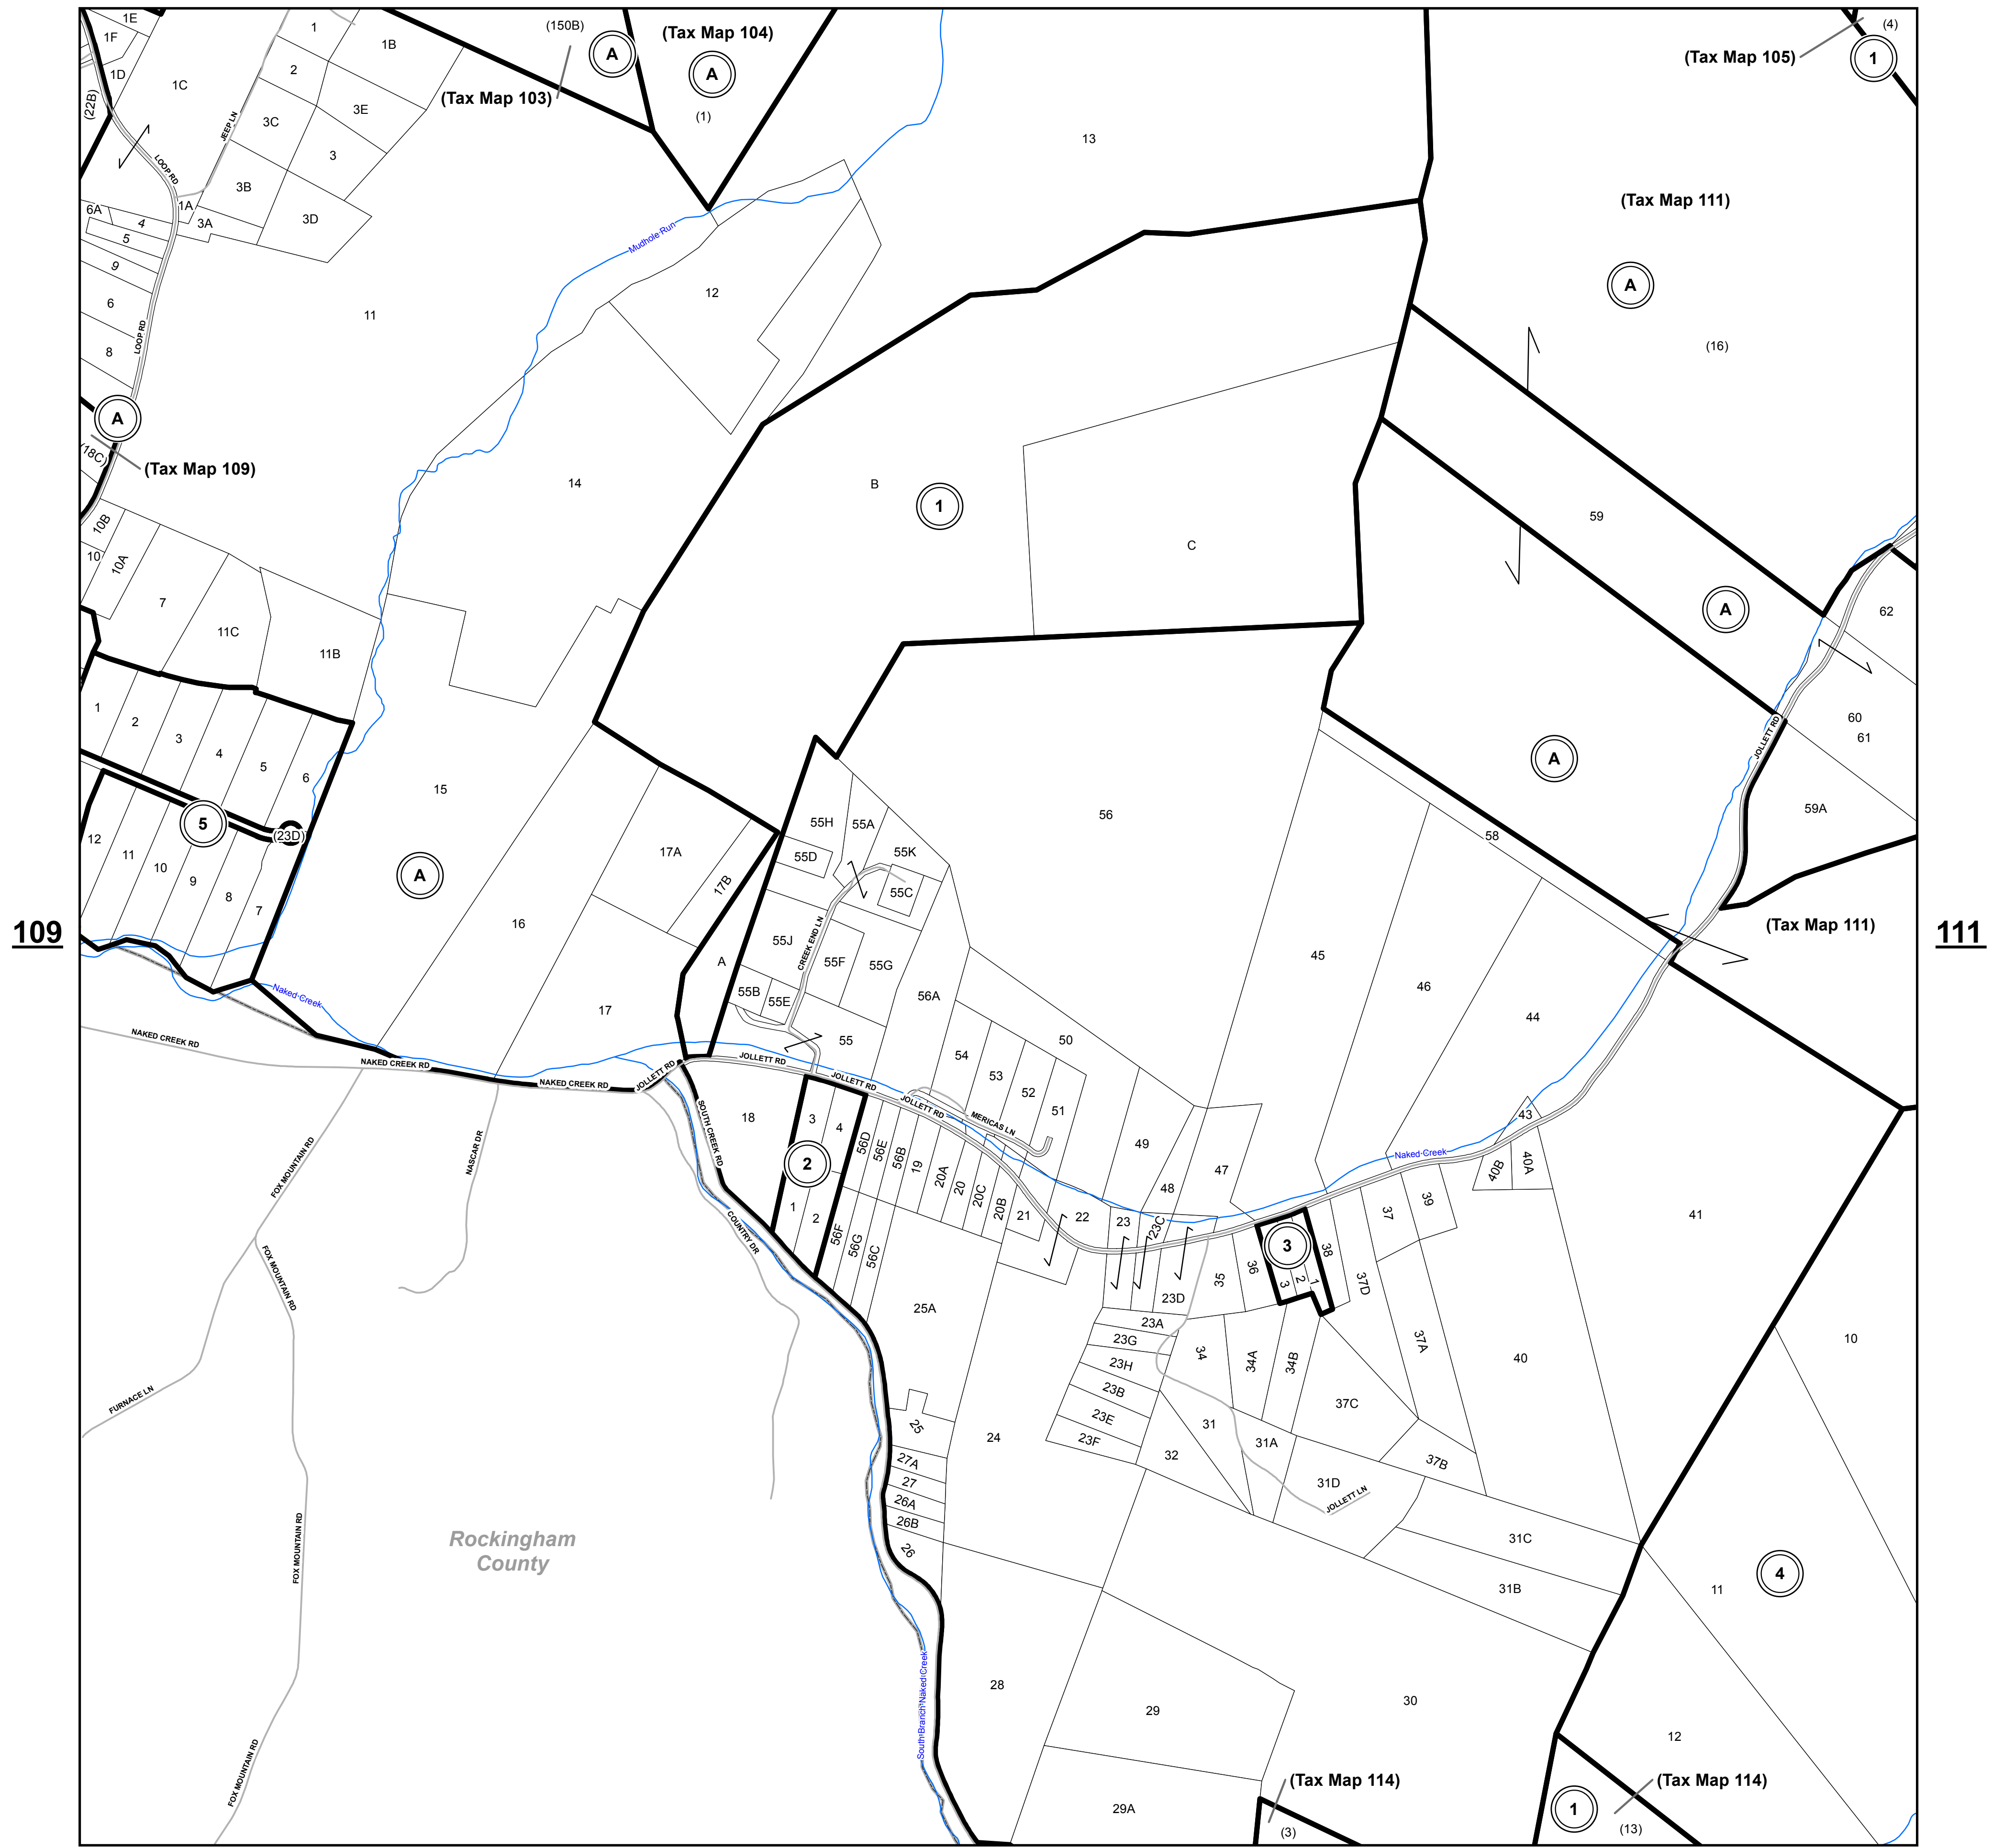 1E
1F
1D
(22B)
1C
1
1B
2
3C
3E
3
3B
3D
1A
3A
6A
4
5
9
6
8
JEEP LN
LOOP RD
LOOP RD
(150B)
A
(Tax Map 103)
(Tax Map 104)
A
(1)
13
(Tax Map 105)
(4)
1
(Tax Map 111)
A
(16)
Mudhole Run
12
11
A
(18C)
(Tax Map 109)
14
B
1
C
59
A
10B
10
10A
7
11C
11B
62
60
61
59A
JOLLETT RD
A
58
1
2
3
4
5
6
5
(23D)
12
11
10
9
8
7
15
A
16
17A
17B
17
A
56
55H
55A
55K
55D
55C
55J
55F
55G
55B
55E
55
CREEK END LN
56A
109
111
(Tax Map 111)
45
46
44
50
54
53
52
51
49
48
47
43
Naked Creek
NAKED CREEK RD
NAKED CREEK RD
NAKED CREEK RD
JOLLETT RD
JOLLETT RD
JOLLETT RD
JOLLETT RD
MERICAS LN
Naked Creek
SOUTH CREEK RD
COUNTRY DR
NASCAR DR
FOX MOUNTAIN RD
FOX MOUNTAIN RD
FOX MOUNTAIN RD
FOX MOUNTAIN RD
FURNACE LN
18
3
4
2
1
2
56D
56E
56B
19
20A
20
20C
20B
21
22
23
23C
56F
56G
56C
23D
35
36
3
3
2
1
38
37
39
37D
40B
40A
41
10
25A
23A
23G
23H
23B
23E
23F
34
34A
34B
37A
40
37C
37B
31
31A
32
31D
JOLLETT LN
31C
31B
25
27A
27
26A
26B
26
24
Rockingham
County
11
4
28
29
30
12
29A
South Branch Naked Creek
(Tax Map 114)
(3)
1
(Tax Map 114)
(13)